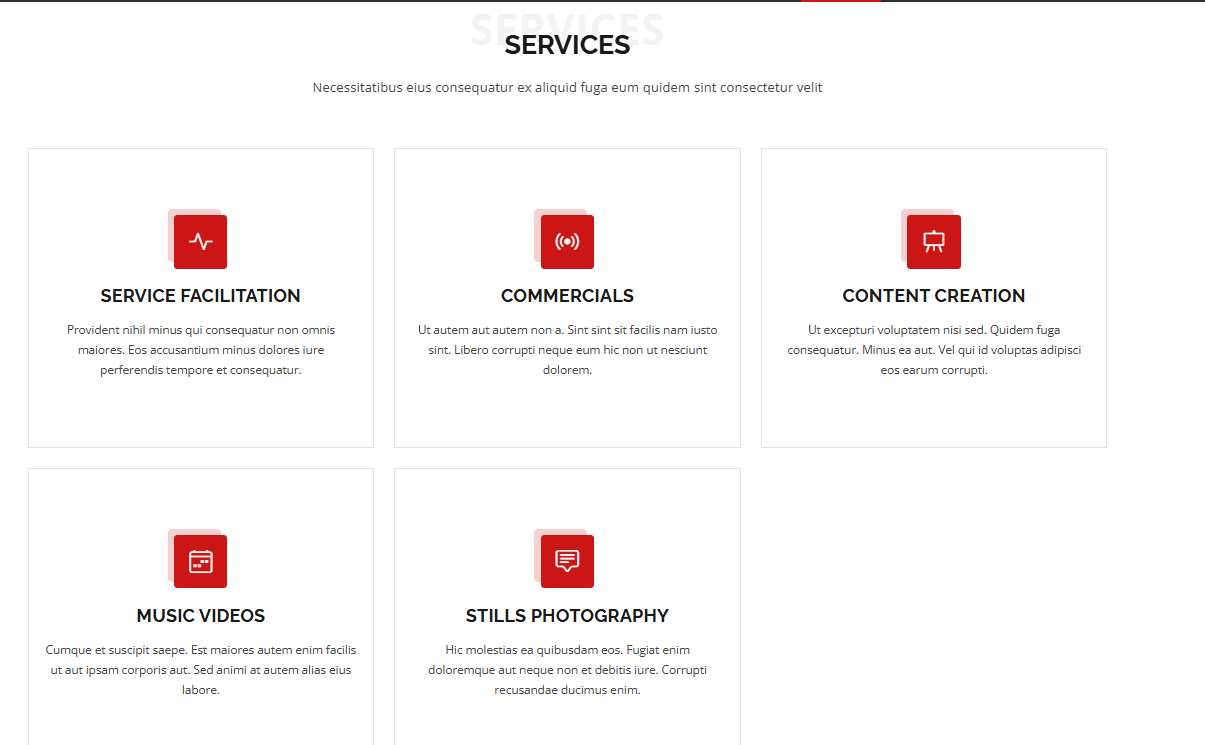 SERVICES
SERVICES
Necessitatibus eius consequatur ex aliquid fuga eum quidem sint consectetur velit
SERVICE FACILITATION
Provident nihil minus qui consequatur non omnis
maiores. Eos accusantium minus dolores iure
perferendis tempore et consequatur.
COMMERCIALS
Ut autem aut autem non a. Sint sint sit facilis nam iusto
sint. Libero corrupti neque eum hic non ut nesciunt
dolorem.
CONTENT CREATION
Ut excepturi voluptatem nisi sed. Quidem fuga
consequatur. Minus ea aut. Vel qui id voluptas adipisci
eos earum corrupti.
MUSIC VIDEOS
Cumque et suscipit saepe. Est maiores autem enim facilis
ut aut ipsam corporis aut. Sed animi at autem alias eius
labore.
STILLS PHOTOGRAPHY
Hic molestias ea quibusdam eos. Fugiat enim
doloremque aut neque non et debitis iure. Corrupti
recusandae ducimus enim.